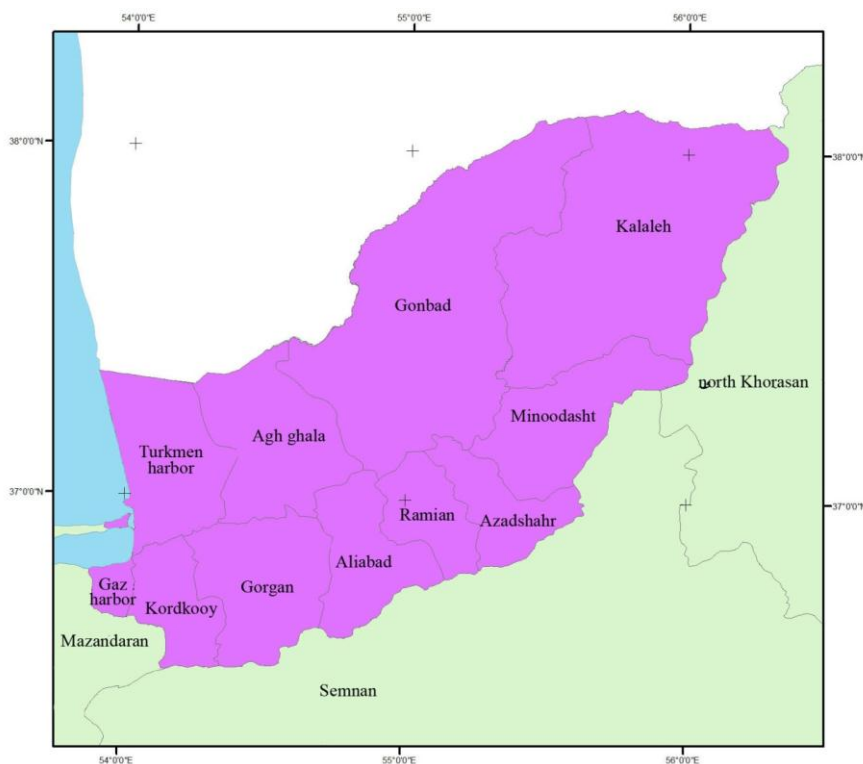 54°0'0"E
55°0'0"E
56°0'0"E
38°0'0"N
38°0'0"N
Kalaleh
Gonbad
north Khorasan
Minoodasht
Agh ghala
Turkmen
harbor
37°0'0"N
37°0'0"N
Ramian
Azadshahr
Aliabad
Gaz
harbor
Gorgan
Kordkooy
Mazandaran
Semnan
54°0'0"E
55°0'0"E
56°0'0"E